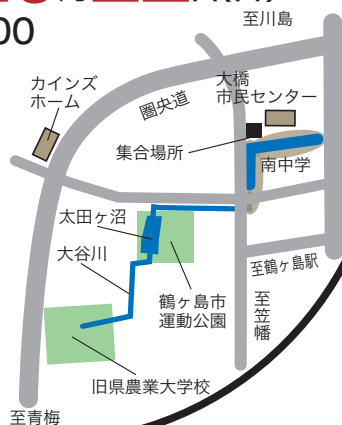 00
至川島
カインズ
ホーム
圏央道
大橋
市民センター
集合場所
南中学
太田ヶ沼
大谷川
至鶴ヶ島駅
鶴ヶ島市
運動公園
至笠幡
旧県農業大学校
至青梅